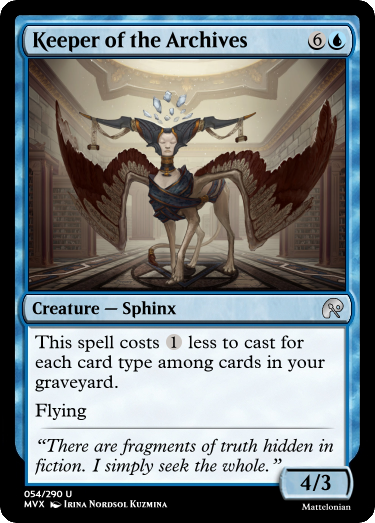 Keeper of the Archives 6
Creature — Sphinx
This spell costs 1 less to cast for
each card type among cards in your
graveyard.
Flying
“There are fragments of truth hidden in
fiction. I simply seek the whole.”
4/3
054/290 U
MVX Irina Nordsol Kuzmina
Mattelonian